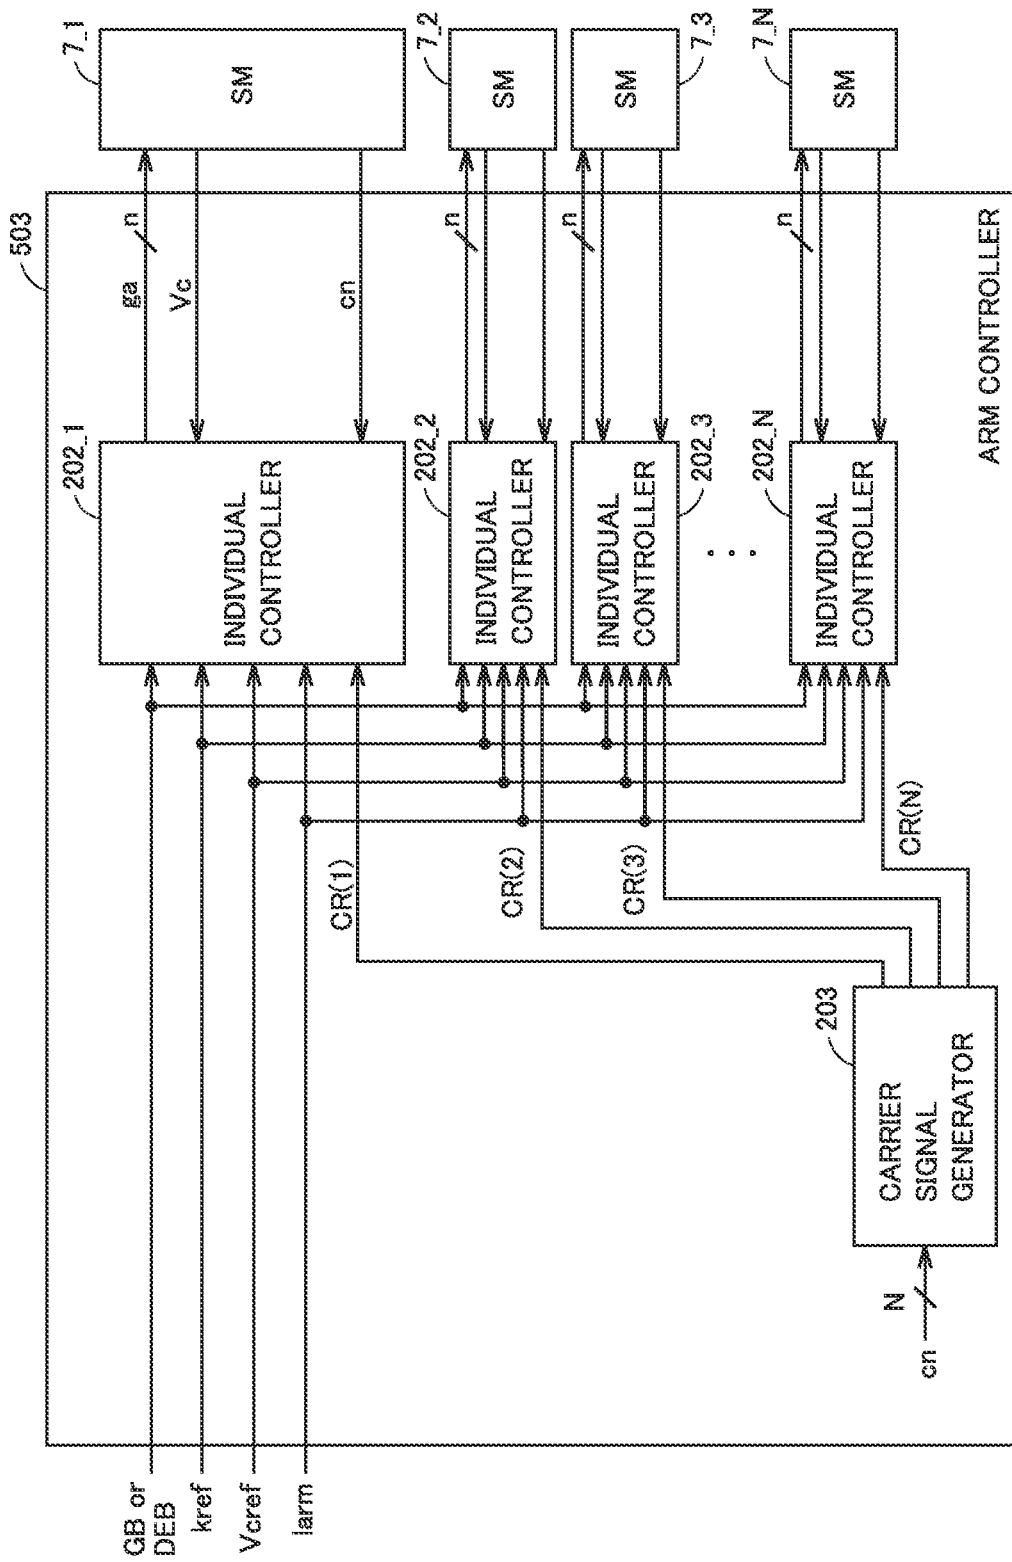 503
GB or
DEB
kref
Vcref
Iarm
202_1
INDIVIDUAL
CONTROLLER
ga
n
Vc
cn
7_1
SM
CR(1)
202_2
INDIVIDUAL
CONTROLLER
n
7_2
SM
CR(2)
INDIVIDUAL
CONTROLLER
202_3
n
SM
7_3
CR(3)
202_N
INDIVIDUAL
CONTROLLER
n
7_N
SM
CR(N)
203
CARRIER
SIGNAL
GENERATOR
N
cn
ARM CONTROLLER